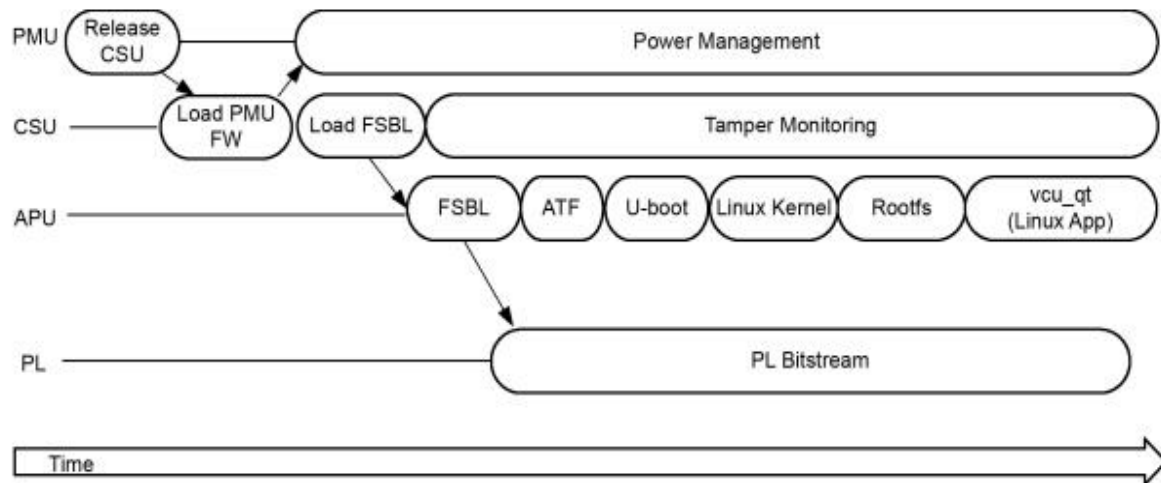 PMU
Release
CSU
Power Management
CSU
Load PMU
FW
Load FSBL
Tamper Monitoring
APU
FSBL
ATF
U-boot
Linux Kernel
Rootfs
vcu_qt
(Linux App)
PL
PL Bitstream
Time